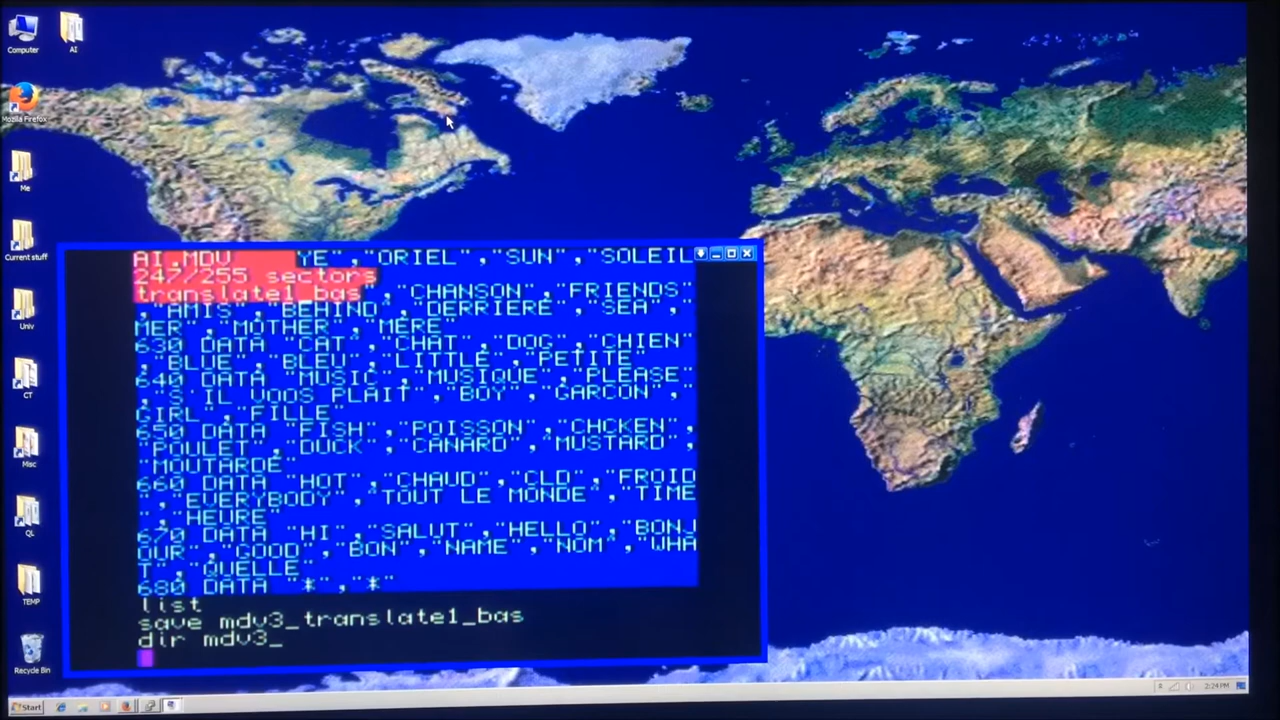 Computer
AI
Mozilla Firefox
Me
Current stuff
Univ
CT
Misc
QL
TEMP
Recycle Bin
AI.MDV YE","ORIEL","SUN","SOLEIL
247/255 sectors
translate1_bas ","CHANSON","FRIENDS"
,"AMIS","BEHIND","DERRIERE","SEA",
MER","MOTHER","MERE"
630 DATA "CAT","CHAT","DOG","CHIEN"
,"BLUE","BLEU","LITTLE","PETITE"
640 DATA "MUSIC","MUSIQUE","PLEASE"
,"S'IL VOOS PLAIT","BOY","GARCON",
GIRL","FILLE"
650 DATA "FISH","POISSON","CHCKEN",
"POULET","DUCK","CANARD","MUSTARD",
"MOUTARDE"
660 DATA "HOT","CHAUD","CLD","FROID
","EVERYBODY","TOUT LE MONDE","TIME
","HEURE"
670 DATA "HI","SALUT","HELLO","BONJ
OUR","GOOD","BON","NAME","NOM","WHA
T","QUELLE"
680 DATA "*","*"
list
save mdv3_translate1_bas
dir mdv3_
Start
2:24 PM